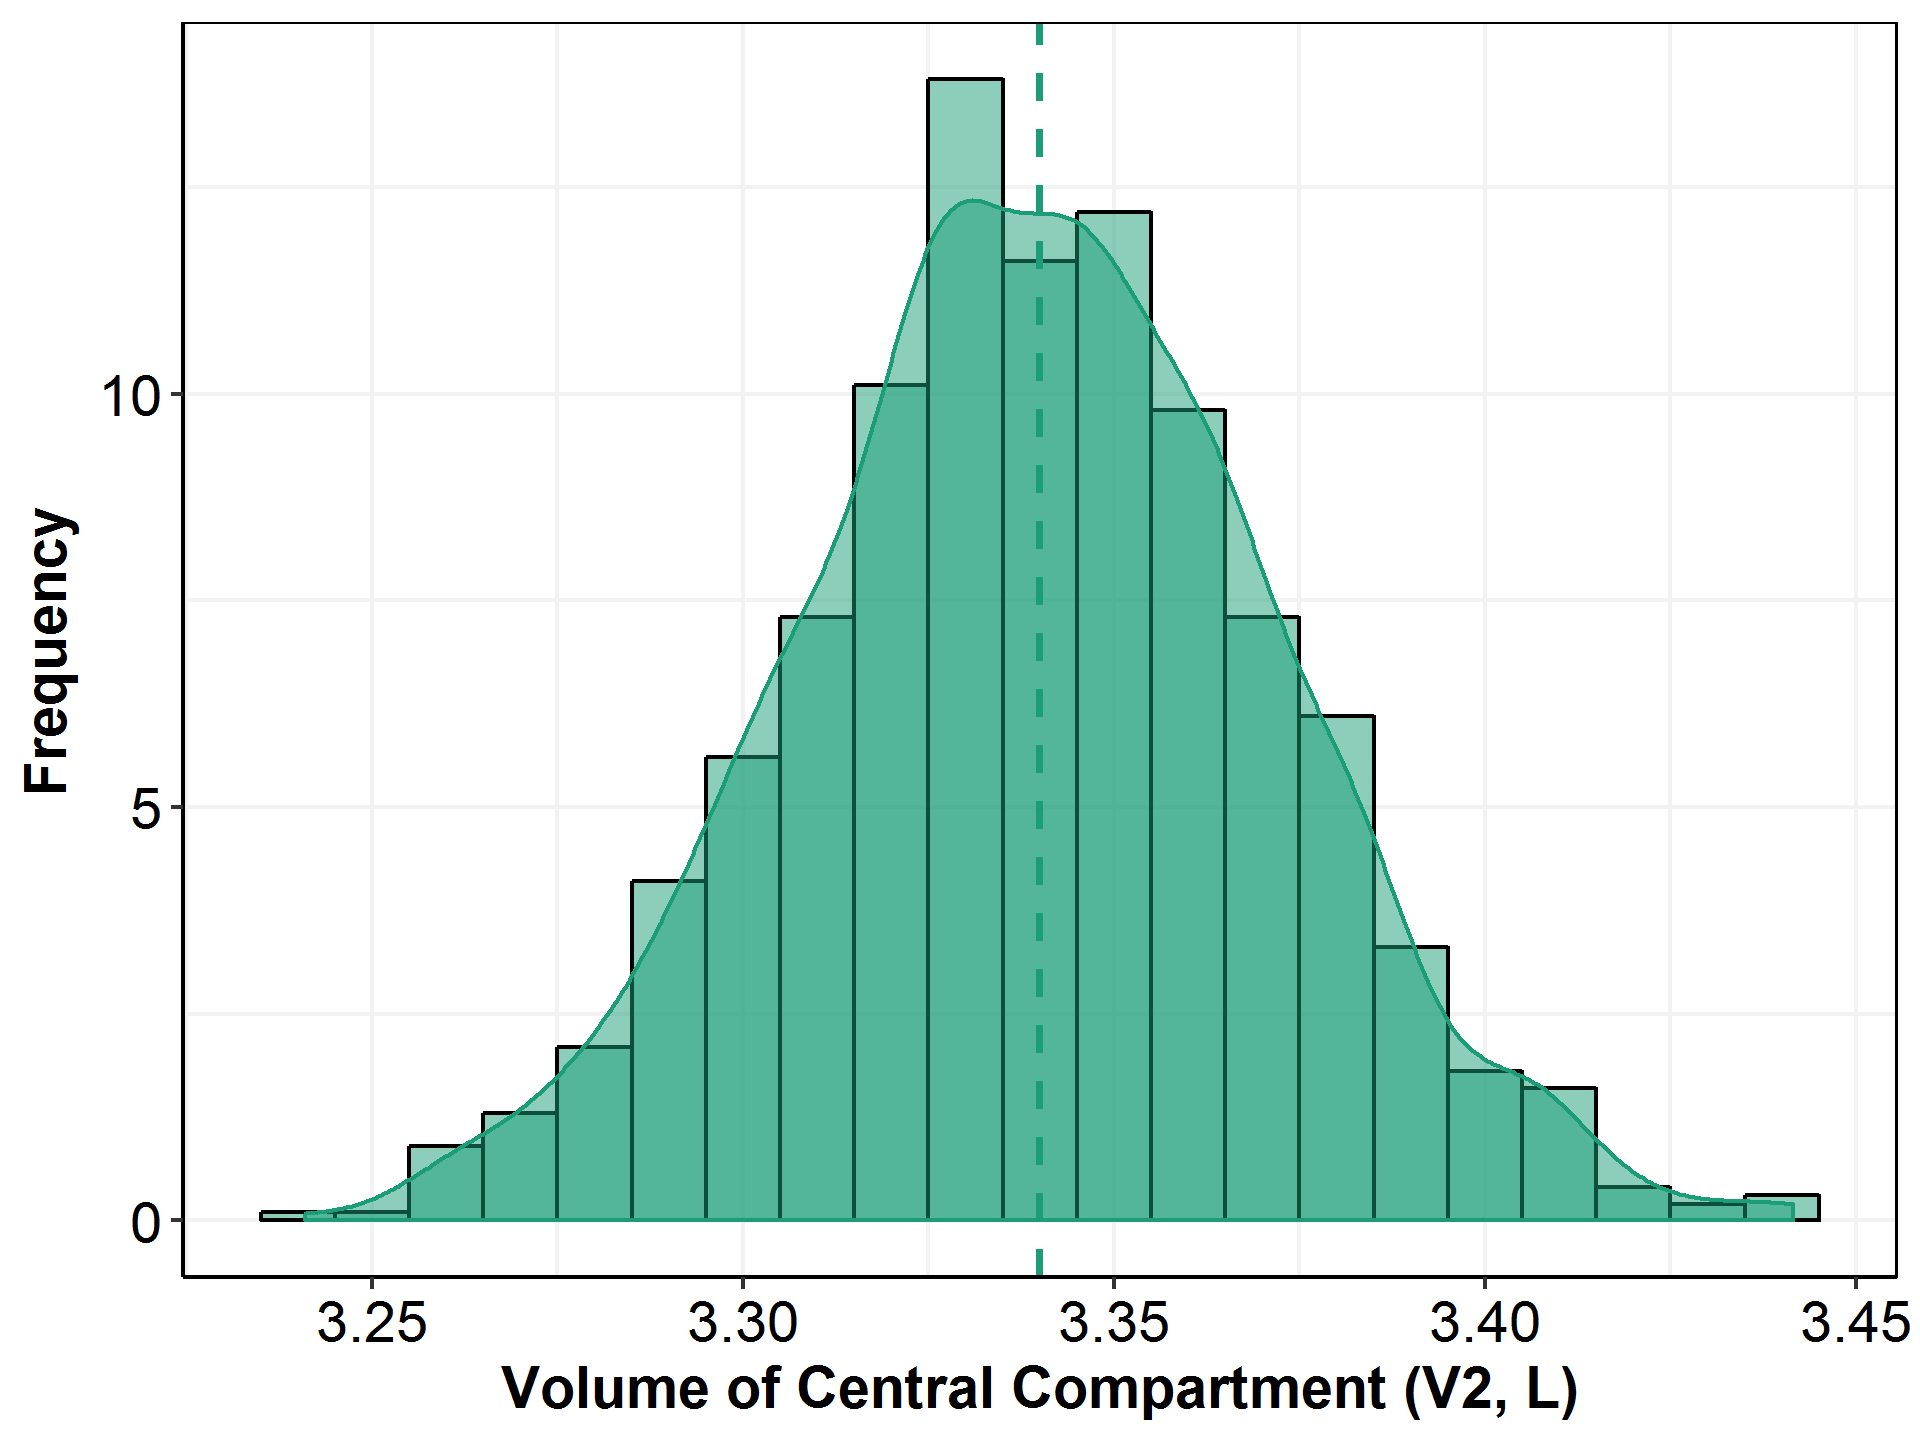 Frequency
10
5
0
3.25 3.30 3.35 3.40 3.45
Volume of Central Compartment (V2, L)